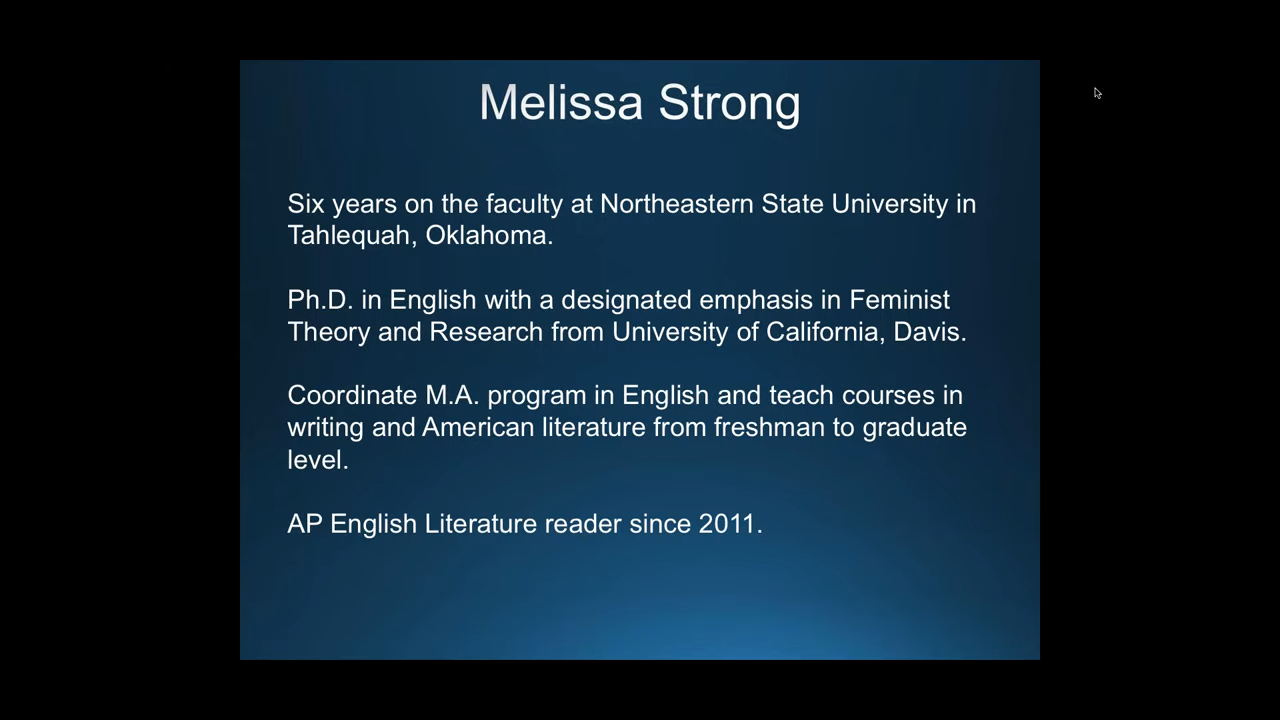 Melissa Strong
Six years on the faculty at Northeastern State University in
Tahlequah, Oklahoma.
Ph.D. in English with a designated emphasis in Feminist
Theory and Research from University of California, Davis.
Coordinate M.A. program in English and teach courses in
writing and American literature from freshman to graduate
level.
AP English Literature reader since 2011.